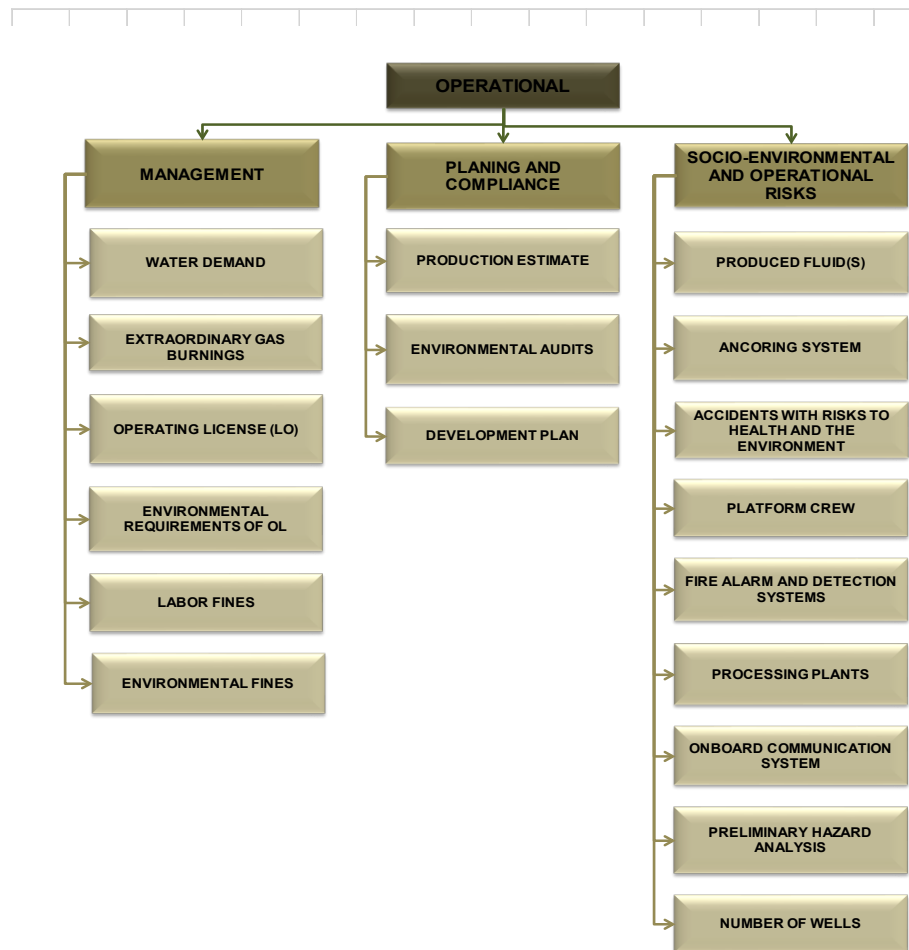 OPERATIONAL
MANAGEMENT
WATER DEMAND
EXTRAORDINARY GAS
BURNINGS
OPERATING LICENSE (LO)
ENVIRONMENTAL
REQUIREMENTS OF OL
LABOR FINES
ENVIRONMENTAL FINES
PLANING AND
COMPLIANCE
PRODUCTION ESTIMATE
ENVIRONMENTAL AUDITS
DEVELOPMENT PLAN
SOCIO-ENVIRONMENTAL
AND OPERATIONAL
RISKS
PRODUCED FLUID(S)
ANCORING SYSTEM
ACCIDENTS WITH RISKS TO
HEALTH AND THE
ENVIRONMENT
PLATFORM CREW
FIRE ALARM AND DETECTION
SYSTEMS
PROCESSING PLANTS
ONBOARD COMMUNICATION
SYSTEM
PRELIMINARY HAZARD
ANALYSIS
NUMBER OF WELLS